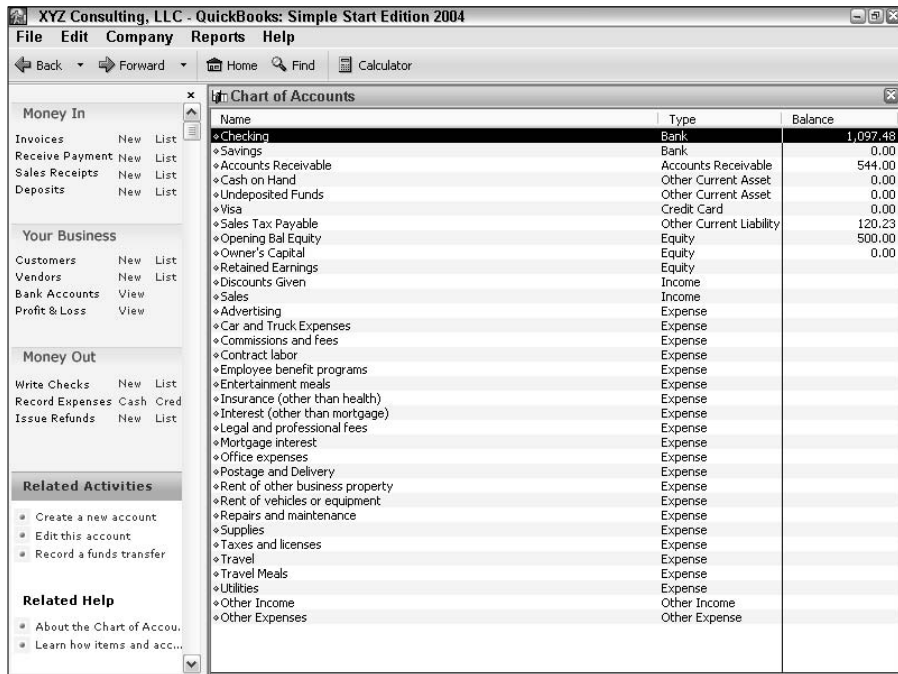 XYZ Consulting, LLC - QuickBooks: Simple Start Edition 2004
File Edit Company Reports Help
Back Forward Home Find Calculator
Money In
Invoices New List
Receive Payment New List
Sales Receipts New List
Deposits New List
Your Business
Customers New List
Vendors New List
Bank Accounts View
Profit & Loss View
Money Out
Write Checks New List
Record Expenses Cash Cred
Issue Refunds New List
Related Activities
Create a new account
Edit this account
Record a funds transfer
Related Help
About the Chart of Accou.
Learn how items and acc...
Chart of Accounts
Name Type Balance
Checking Bank 1,097.48
Savings Bank 0.00
Accounts Receivable Accounts Receivable 544.00
Cash on Hand Other Current Asset 0.00
Undeposited Funds Other Current Asset 0.00
Visa Credit Card 0.00
Sales Tax Payable Other Current Liability 120.23
Opening Bal Equity Equity 500.00
Owner's Capital Equity 0.00
Retained Earnings Equity
Discounts Given Income
Sales Income
Advertising Expense
Car and Truck Expenses Expense
Commissions and fees Expense
Contract labor Expense
Employee benefit programs Expense
Entertainment meals Expense
Insurance (other than health) Expense
Interest (other than mortgage) Expense
Legal and professional fees Expense
Mortgage interest Expense
Office expenses Expense
Postage and Delivery Expense
Rent of other business property Expense
Rent of vehicles or equipment Expense
Repairs and maintenance Expense
Supplies Expense
Taxes and licenses Expense
Travel Expense
Travel Meals Expense
Utilities Expense
Other Income Other Income
Other Expenses Other Expense